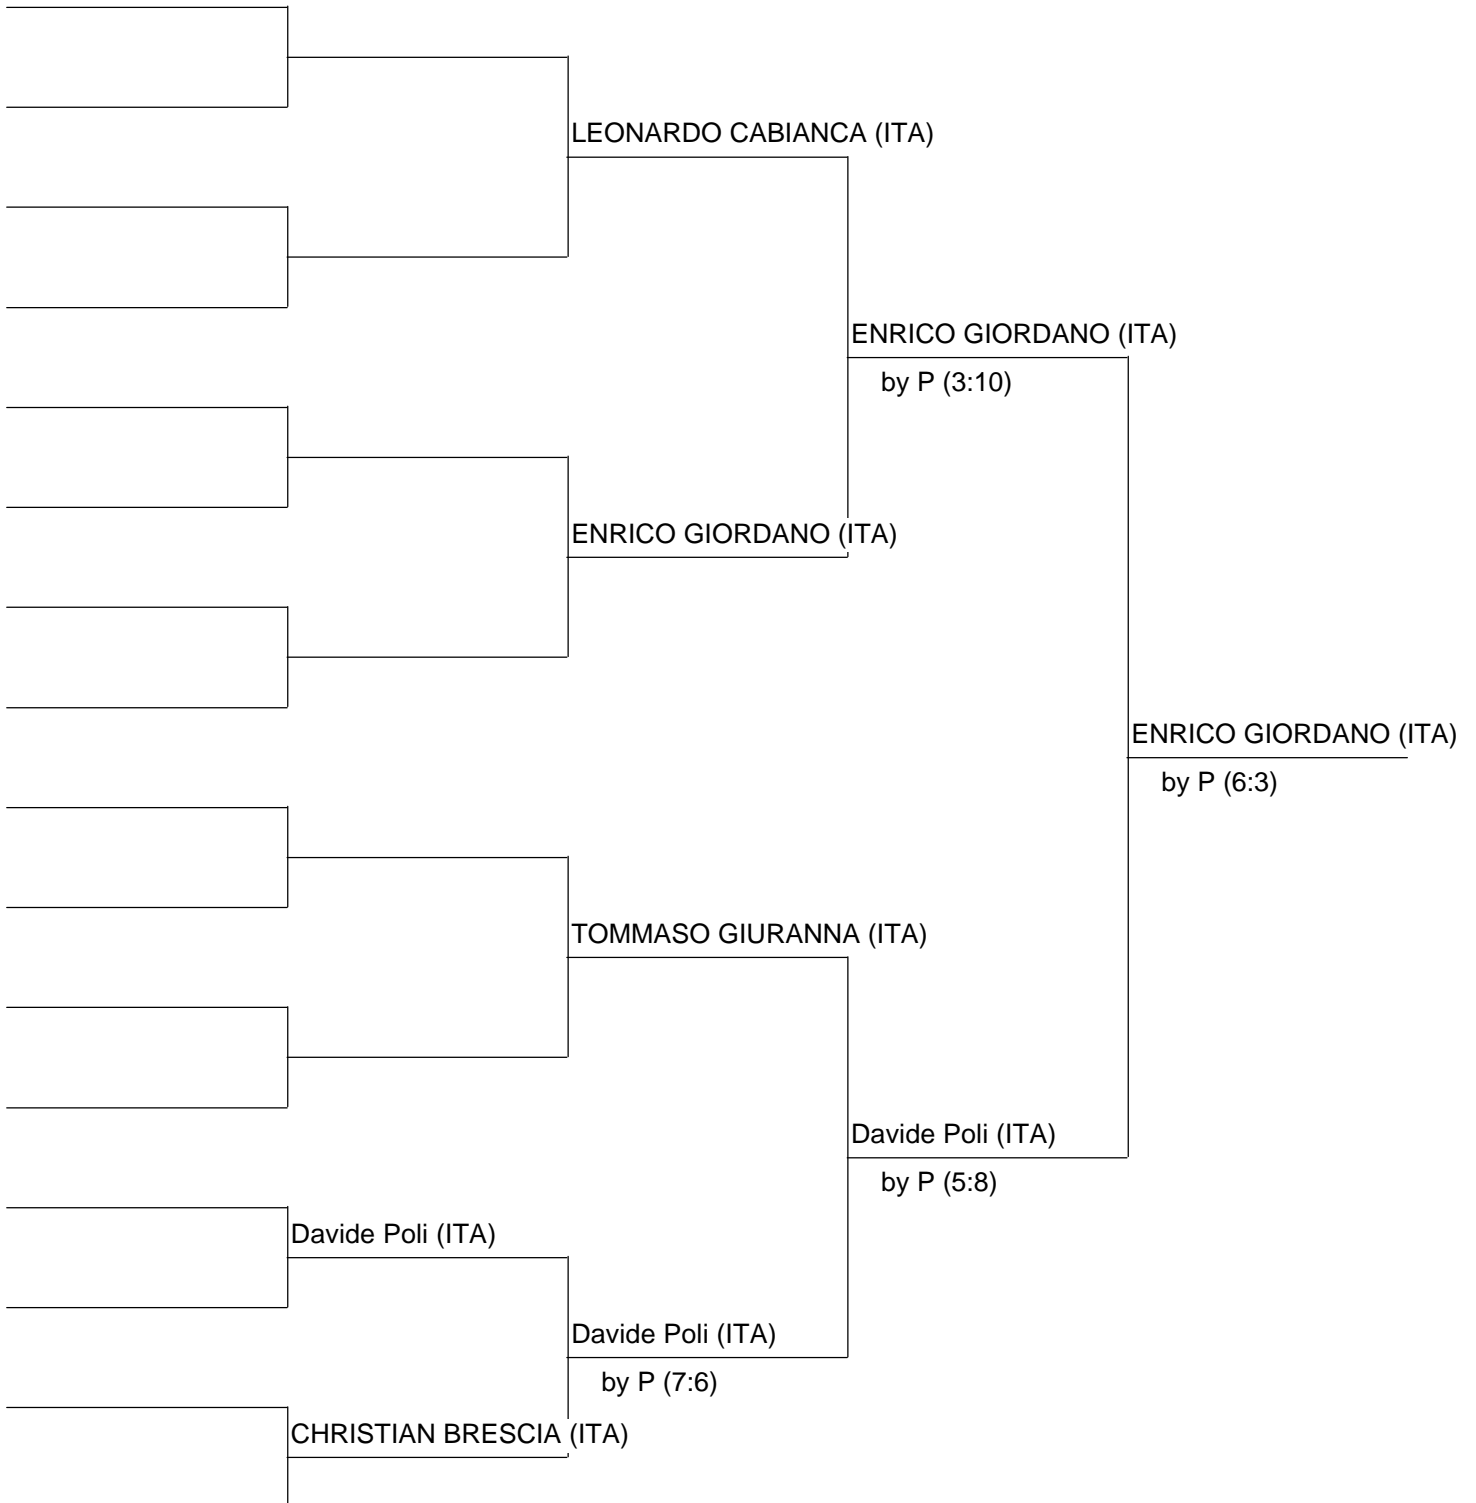 LEONARDO CABIANCA (ITA)
ENRICO GIORDANO (ITA)
by P (3:10)
ENRICO GIORDANO (ITA)
ENRICO GIORDANO (ITA)
by P (6:3)
TOMMASO GIURANNA (ITA)
Davide Poli (ITA)
by P (5:8)
Davide Poli (ITA)
Davide Poli (ITA)
by P (7:6)
CHRISTIAN BRESCIA (ITA)